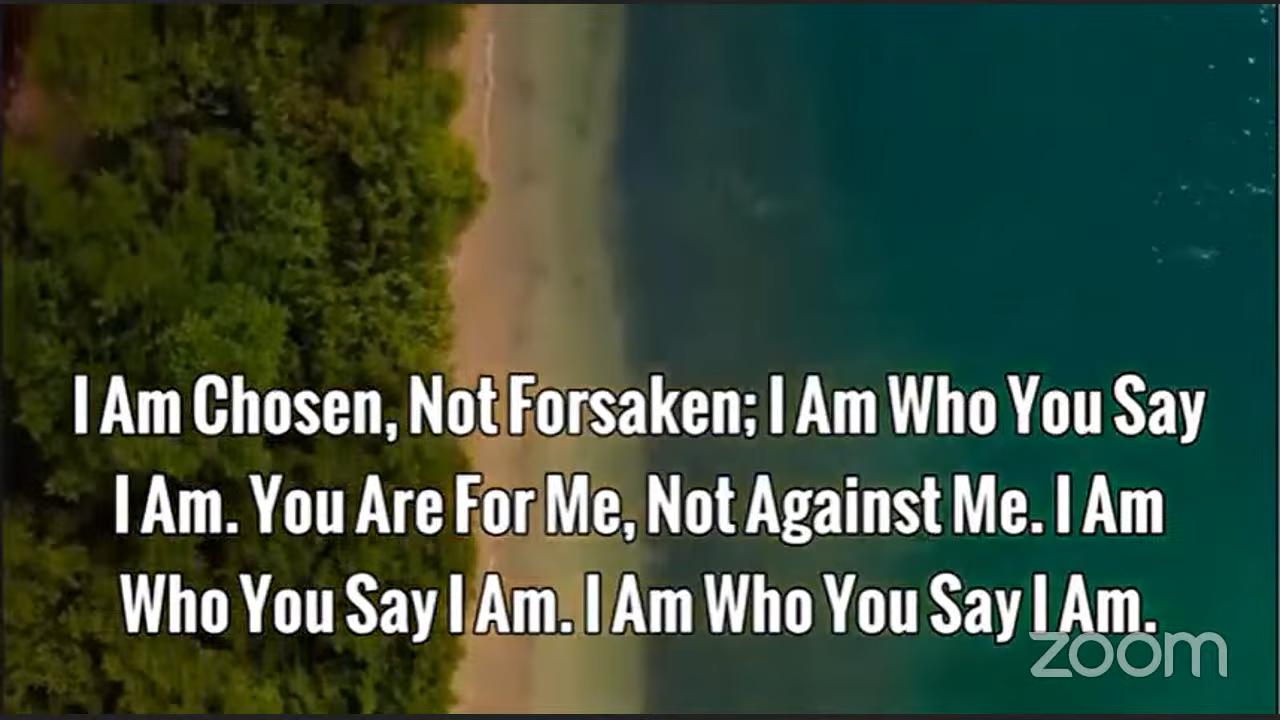 I Am Chosen, Not Forsaken; I Am Who You Say
I Am. You Are For Me, Not Against Me. I Am
Who You Say I Am. I Am Who You Say I Am.
zoom